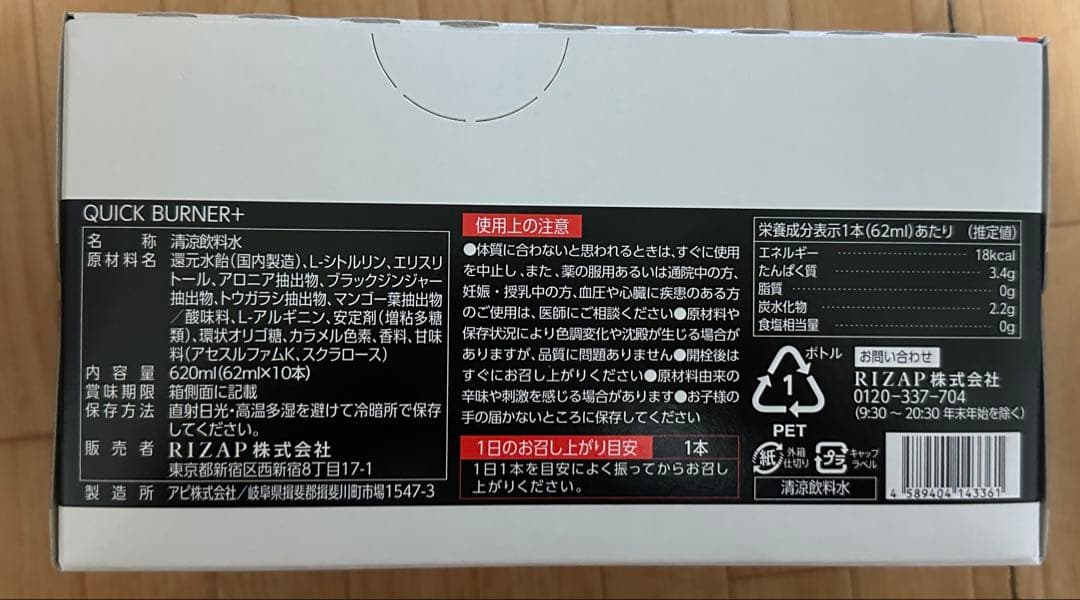 QUICK BURNER+
名称 清涼飲料水
原材料名 還元水飴(国内製造)、L-シトルリン、エリスリ
トール、アロニア抽出物、ブラックジンジャー
抽出物、トウガラシ抽出物、マンゴー葉抽出物
/酸味料、L-アルギニン、安定剤(増粘多糖
類)、環状オリゴ糖、カラメル色素、香料、甘味
料(アセスルファムK、スクラロース)
内容量 620ml(62ml×10本)
賞味期限 箱側面に記載
保存方法 直射日光・高温多湿を避けて冷暗所で保存
してください。
販売者 RIZAP株式会社
東京都新宿区西新宿8丁目17-1
製造所 アピ株式会社/岐阜県揖斐郡揖斐川町市場1547-3
使用上の注意
●体質に合わないと思われるときは、すぐに使用
を中止し、また、薬の服用あるいは通院中の方、
妊娠・授乳中の方、血圧や心臓に疾患のある方
のご使用は、医師にご相談ください●原材料や
保存状況により色調変化や沈殿が生じる場合が
ありますが、品質に問題ありません●開栓後は
すぐにお召し上がりください●原材料由来の
辛味や刺激を感じる場合があります●お子様の
手の届かないところに保存してください
1日のお召し上がり目安 1本
1日1本を目安によく振ってからお召し
上がりください。
栄養成分表示1本(62ml)あたり (推定値)
エネルギー 18kcal
たんぱく質 3.4g
脂質 0g
炭水化物 2.2g
食塩相当量 0g
ボトル
1
PET
紙
外箱
仕切り
プラ
キャップ
ラベル
清涼飲料水
お問い合わせ
RIZAP株式会社
0120-337-704
(9:30~20:30 年末年始を除く)
4 589404 143361